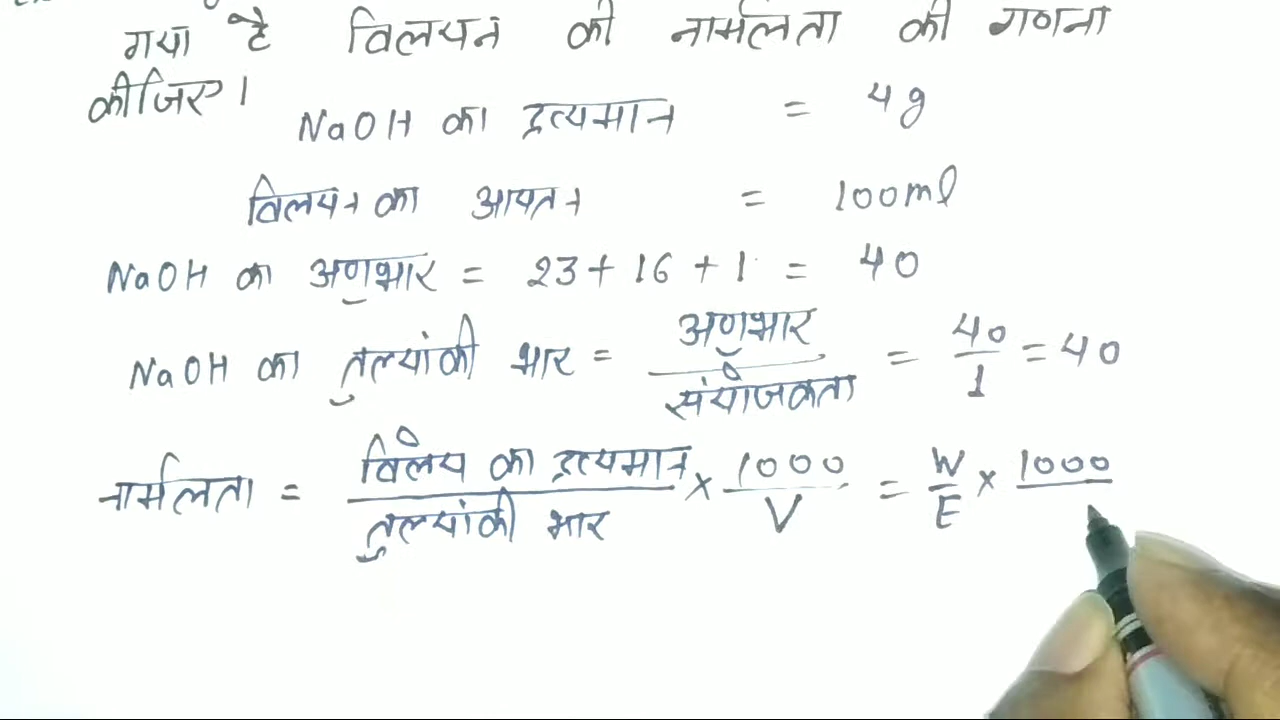 गया है विलयन की नार्मलता की गणना
कीजिए।
NaOH का द्रव्यमान = 4g
विलयन का आयतन = 100ml
NaOH का अणुभार = 23 + 16 + 1 = 40
NaOH का तुल्यांकी भार = अणुभार / संयोजकता = 40 / 1 = 40
नार्मलता = विलेय का द्रव्यमान / तुल्यांकी भार × 1000 / V = W / E × 1000